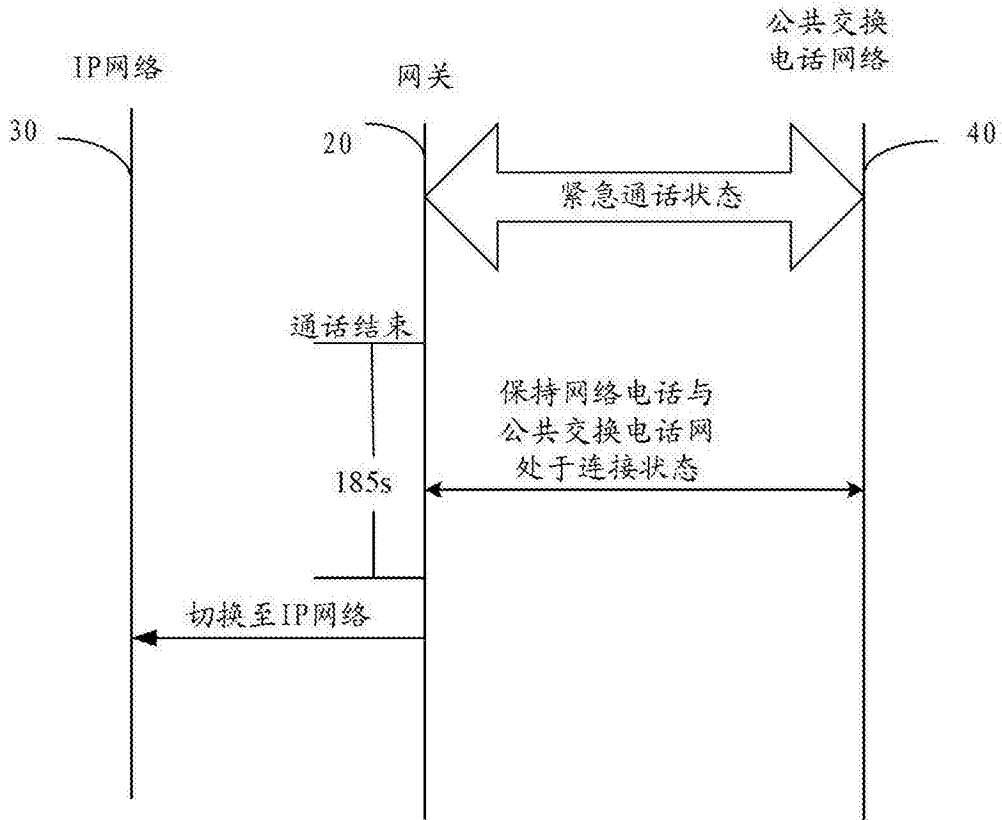 公共交换
电话网络
IP网络
网关
30
20
40
紧急通话状态
通话结束
保持网络电话与
公共交换电话网
处于连接状态
185s
切换至IP网络